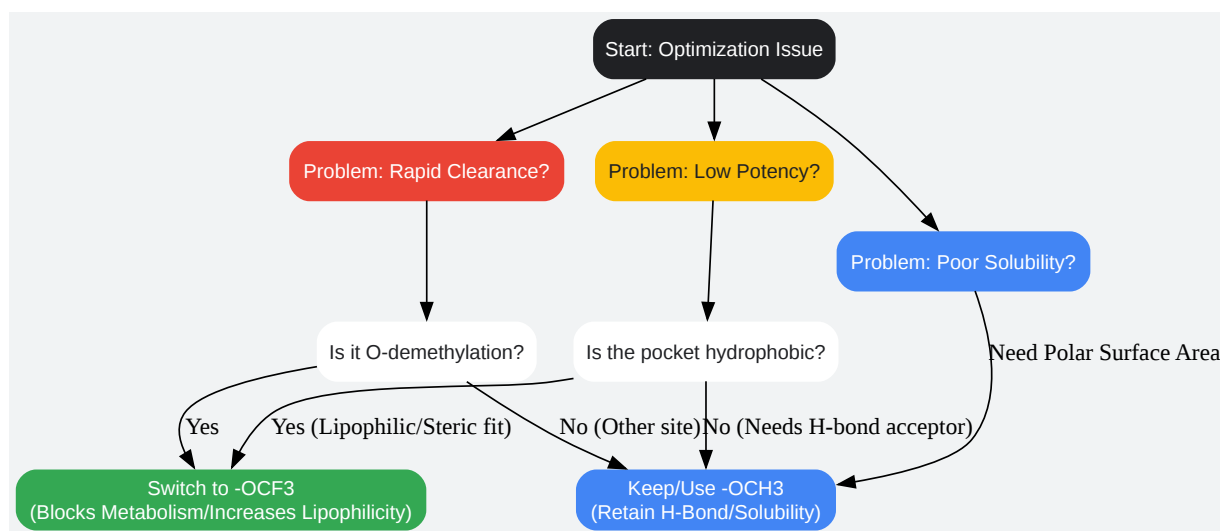 Start: Optimization Issue
Problem: Rapid Clearance?
Problem: Low Potency?
Problem: Poor Solubility?
Is it O-demethylation?
Is the pocket hydrophobic?
Need Polar Surface Area
Yes
Yes (Lipophilic/Steric fit)
No (Other site)
No (Needs H-bond acceptor)
Switch to -OCF3
(Blocks Metabolism/Increases Lipophilicity)
Keep/Use -OCH3
(Retain H-Bond/Solubility)